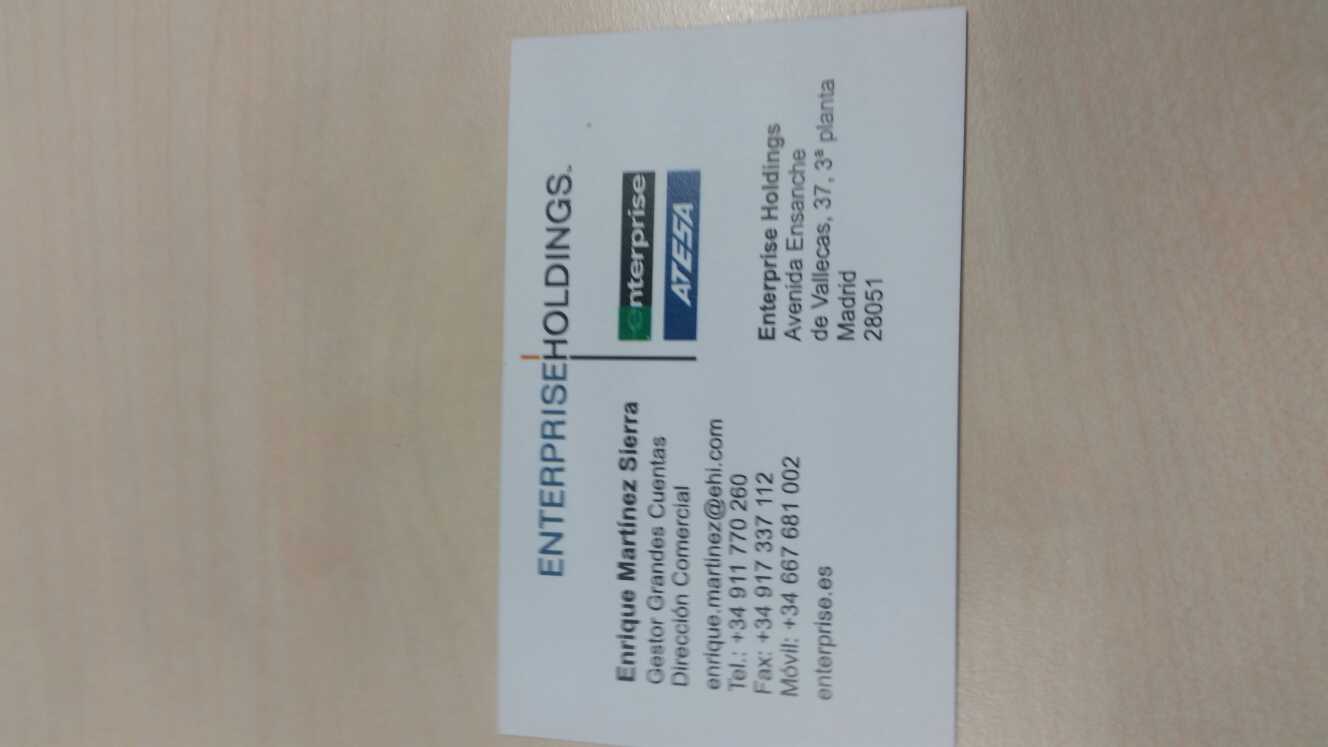 ENTERPRISE HOLDINGS.
enterprise
ATESA
Enrique Martínez Sierra
Gestor Grandes Cuentas
Dirección Comercial
enrique.martinez@ehi.com
Tel.: +34 911 770 260
Fax: +34 917 337 112
Móvil: +34 667 681 002
enterprise.es
Enterprise Holdings
Avenida Ensanche
de Vallecas, 37, 3ª planta
Madrid
28051